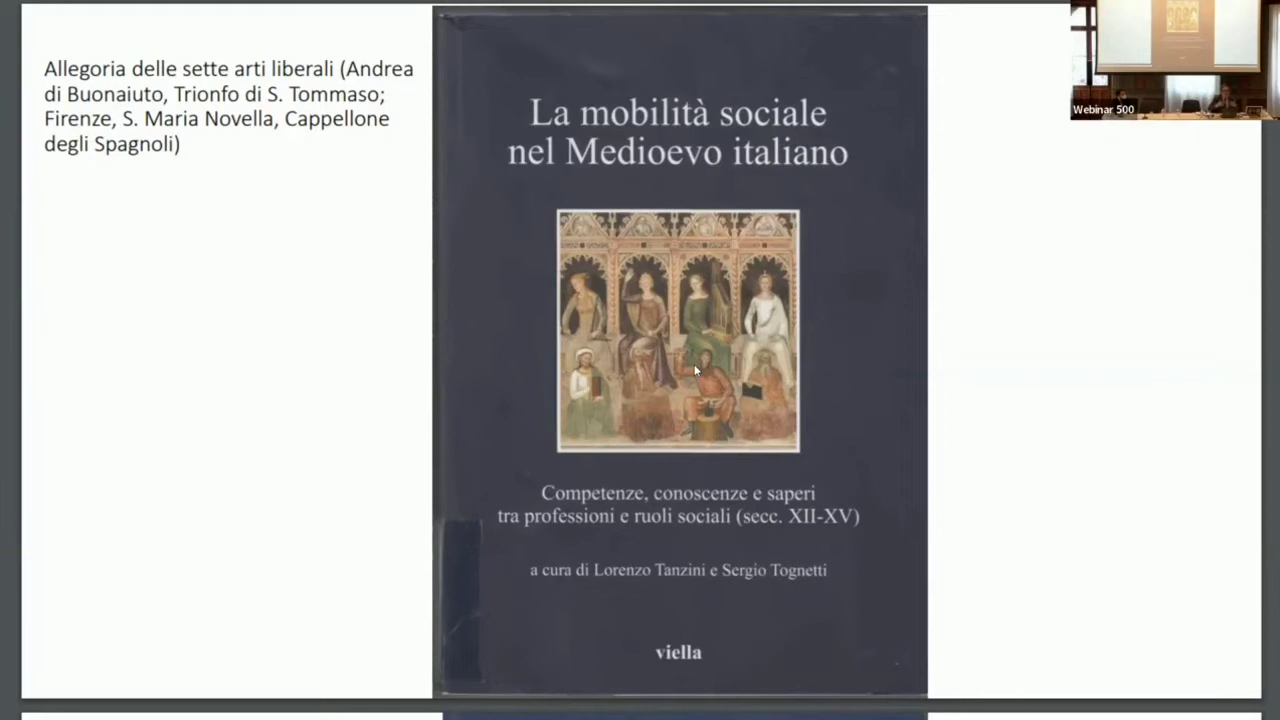 Allegoria delle sette arti liberali (Andrea
di Buonaiuto, Trionfo di S. Tommaso;
Firenze, S. Maria Novella, Cappellone
degli Spagnoli)
La mobilità sociale
nel Medioevo italiano
Competenze, conoscenze e saperi
tra professioni e ruoli sociali (secc. XII-XV)
a cura di Lorenzo Tanzini e Sergio Tognetti
viella
Webinar 500